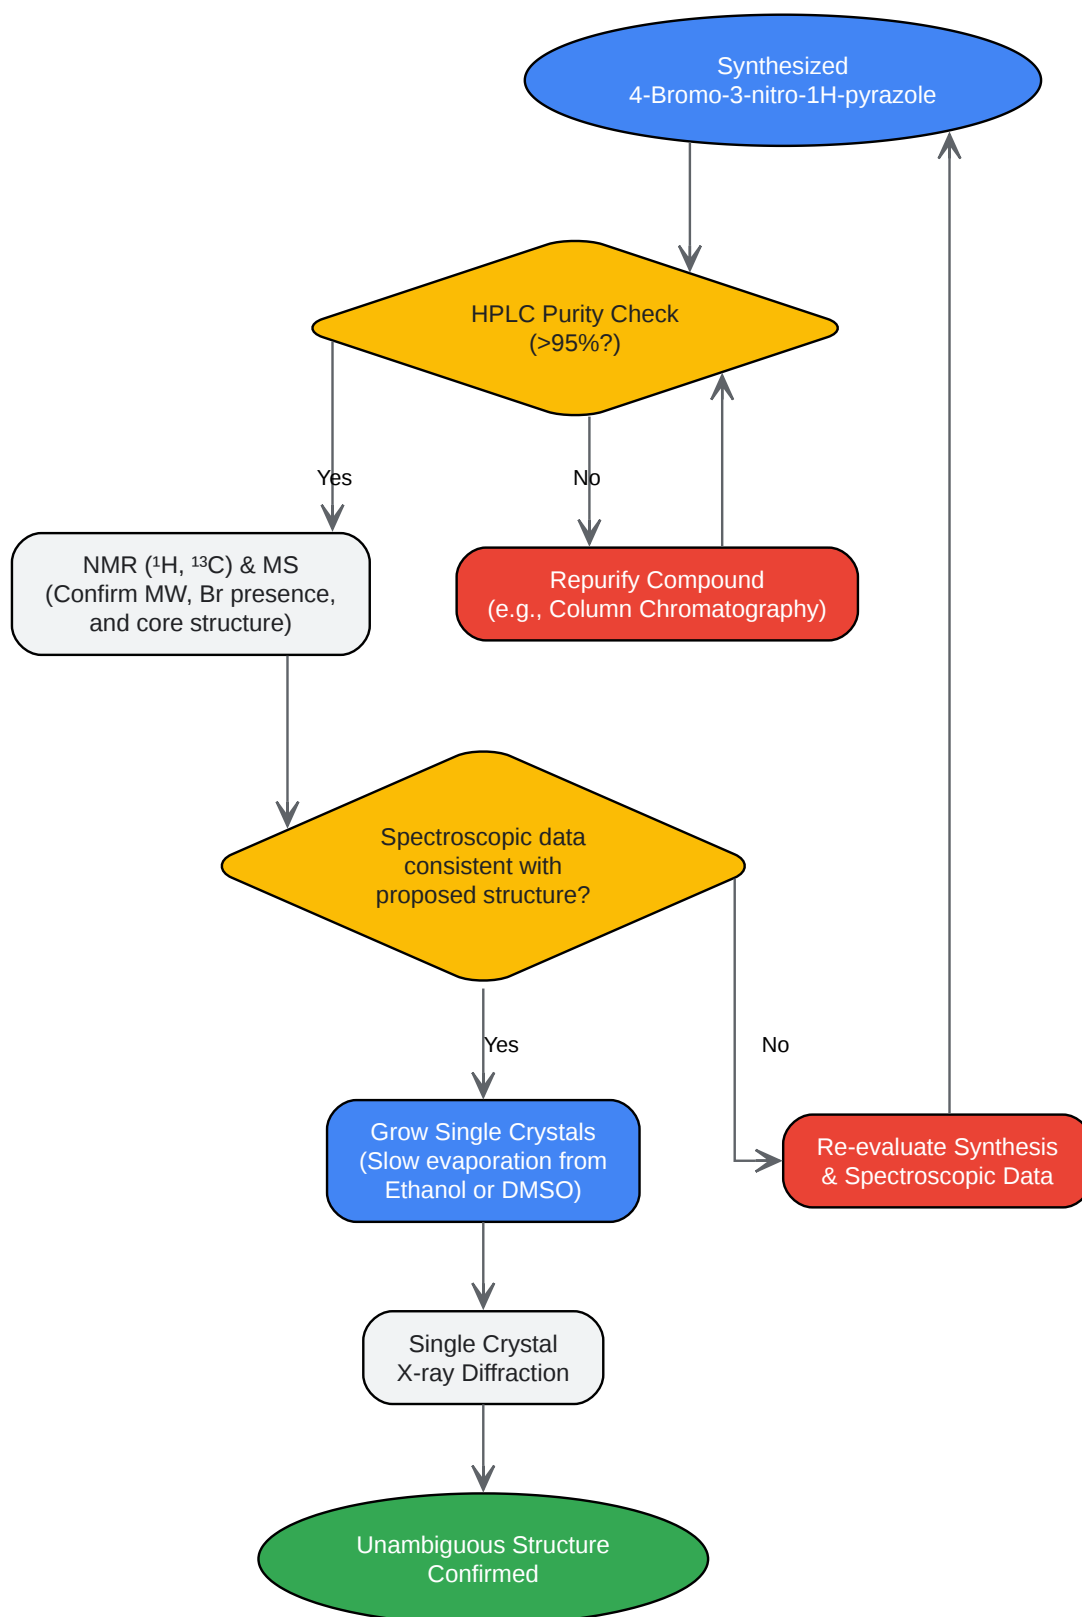 Synthesized
4-Bromo-3-nitro-1H-pyrazole
HPLC Purity Check
(>95%?)
Yes
No
NMR (¹H, ¹³C) & MS
(Confirm MW, Br presence,
and core structure)
Repurify Compound
(e.g., Column Chromatography)
Spectroscopic data
consistent with
proposed structure?
Yes
No
Grow Single Crystals
(Slow evaporation from
Ethanol or DMSO)
Re-evaluate Synthesis
& Spectroscopic Data
Single Crystal
X-ray Diffraction
Unambiguous Structure
Confirmed